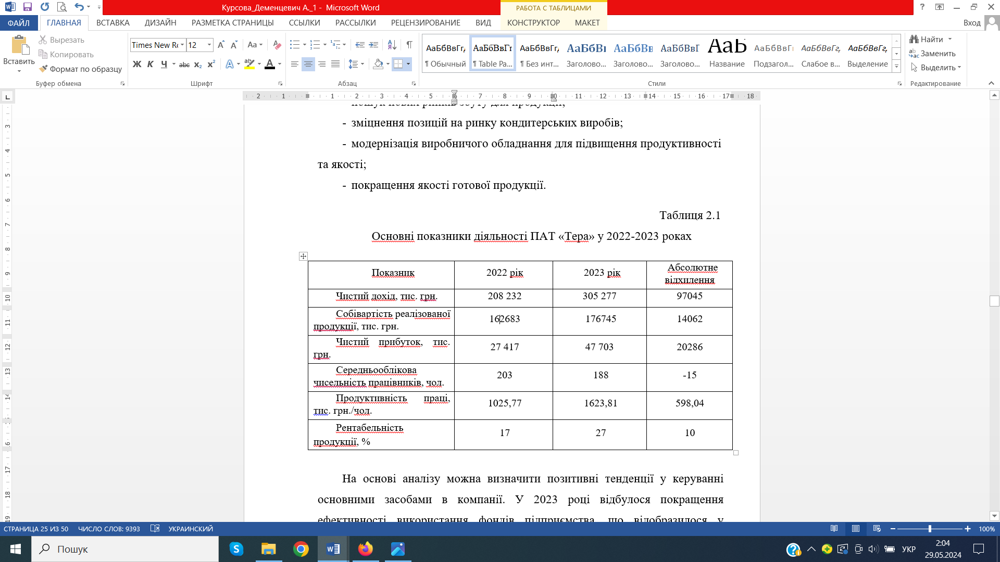 Курсова_Деменцевич А._1 - Microsoft Word
РАБОТА С ТАБЛИЦАМИ
ФАЙЛ ГЛАВНАЯ ВСТАВКА ДИЗАЙН РАЗМЕТКА СТРАНИЦЫ ССЫЛКИ РАССЫЛКИ РЕЦЕНЗИРОВАНИЕ ВИД КОНСТРУКТОР МАКЕТ Вход
Вставить
Вырезать
Копировать
Формат по образцу
Буфер обмена
Times New Rс 12
Ж К Ч abc x₂ x²
Шрифт
Абзац
АаБбВвГг, АаБбВвГг АаБбВвГг, АаБбВı АаБбВв АаБбВвГ АаБ АаБбВвГı АаБбВвГг, АаБбВвГг,
¶ Обычный ¶ Table Pa... ¶ Без инт... Заголово... Заголово... Заголово... Название Подзагол... Слабое в... Выделение
Стили
Найти
Заменить
Выделить
Редактирование
2 1 1 2 3 4 5 6 7 8 9 10 11 12 13 14 15 16 17 18
пошук нових ринків збуту для продукції;
- зміцнення позицій на ринку кондитерських виробів;
- модернізація виробничого обладнання для підвищення продуктивності
та якості;
- покращення якості готової продукції.
Таблиця 2.1
Основні показники діяльності ПАТ «Тера» у 2022-2023 роках
Показник 2022 рік 2023 рік Абсолютне
відхилення
Чистий дохід, тис. грн. 208 232 305 277 97045
Собівартість реалізованої
продукції, тис. грн. 162683 176745 14062
Чистий прибуток, тис.
грн. 27 417 47 703 20286
Середньооблікова
чисельність працівників, чол. 203 188 -15
Продуктивність праці,
тис. грн./чол. 1025,77 1623,81 598,04
Рентабельність
продукції, % 17 27 10
На основі аналізу можна визначити позитивні тенденції у керуванні
основними засобами в компанії. У 2023 році відбулося покращення
ефективності використання фондів підприємства, що відобразилося у
СТРАНИЦА 25 ИЗ 50 ЧИСЛО СЛОВ: 9393 УКРАИНСКИЙ 100%
Пошук
УКР
2:04
29.05.2024